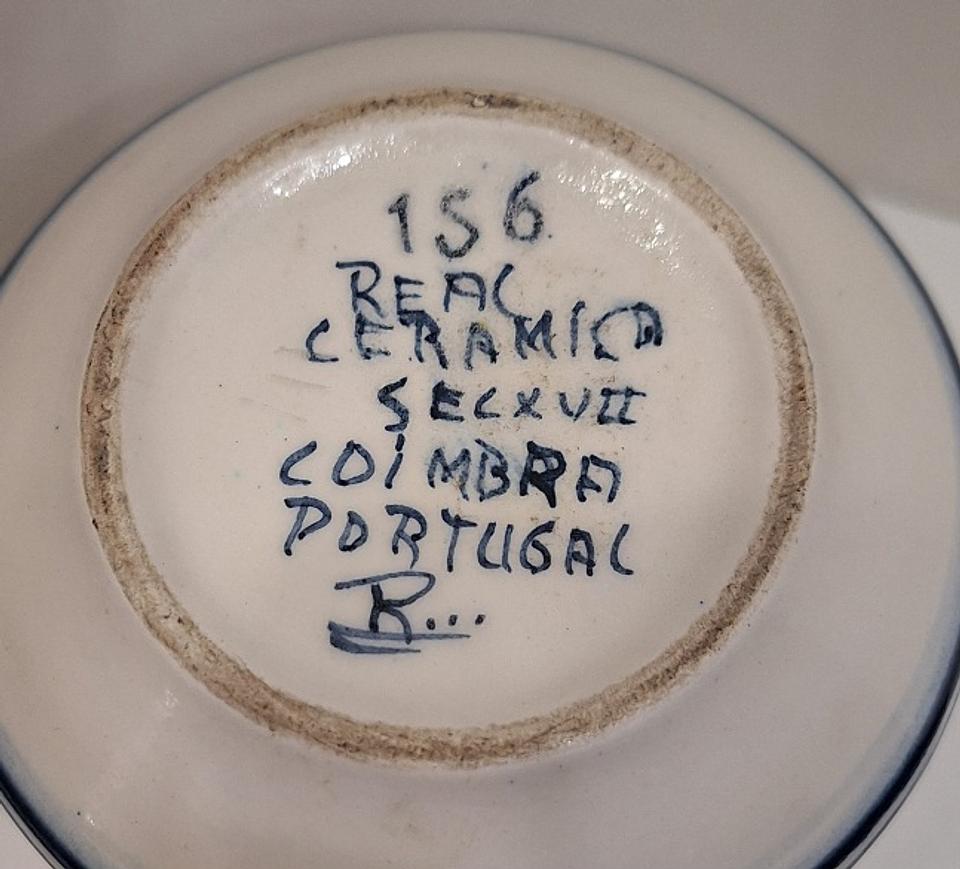 156
REAL
CERAMICA
SECXVII
COIMBRA
PORTUGAL
R...